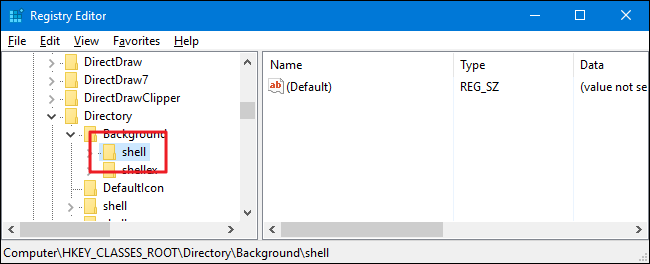 Registry Editor
File Edit View Favorites Help
DirectDraw
DirectDraw7
DirectDrawClipper
Directory
Background
shell
shellex
DefaultIcon
shell
Name Type Data
ab (Default) REG_SZ (value not se
Computer\HKEY_CLASSES_ROOT\Directory\Background\shell